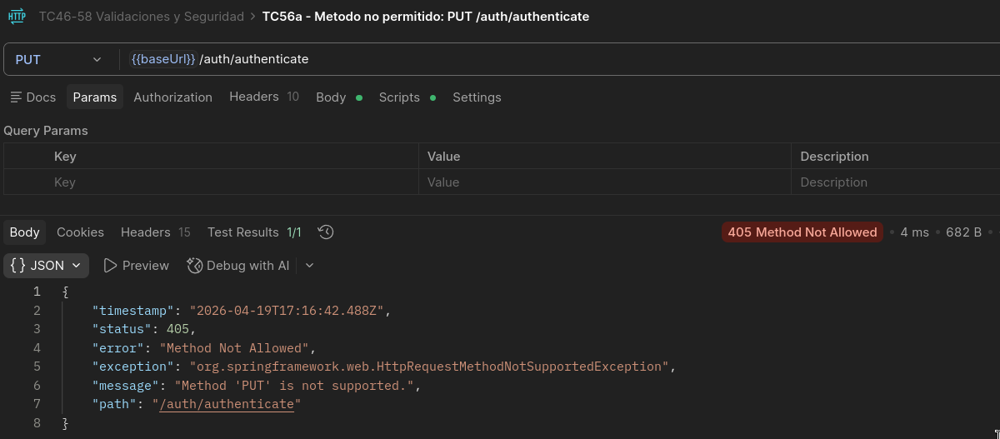 HTTP TC46-58 Validaciones y Seguridad > TC56a - Metodo no permitido: PUT /auth/authenticate
PUT {{baseUrl}} /auth/authenticate
Docs Params Authorization Headers 10 Body Scripts Settings
Query Params
Key Value Description
Key Value Description
Body Cookies Headers 15 Test Results 1/1 405 Method Not Allowed • 4 ms • 682 B •
{ } JSON Preview Debug with AI
1 {
2 "timestamp": "2026-04-19T17:16:42.488Z",
3 "status": 405,
4 "error": "Method Not Allowed",
5 "exception": "org.springframework.web.HttpRequestMethodNotSupportedException",
6 "message": "Method 'PUT' is not supported.",
7 "path": "/auth/authenticate"
8 }